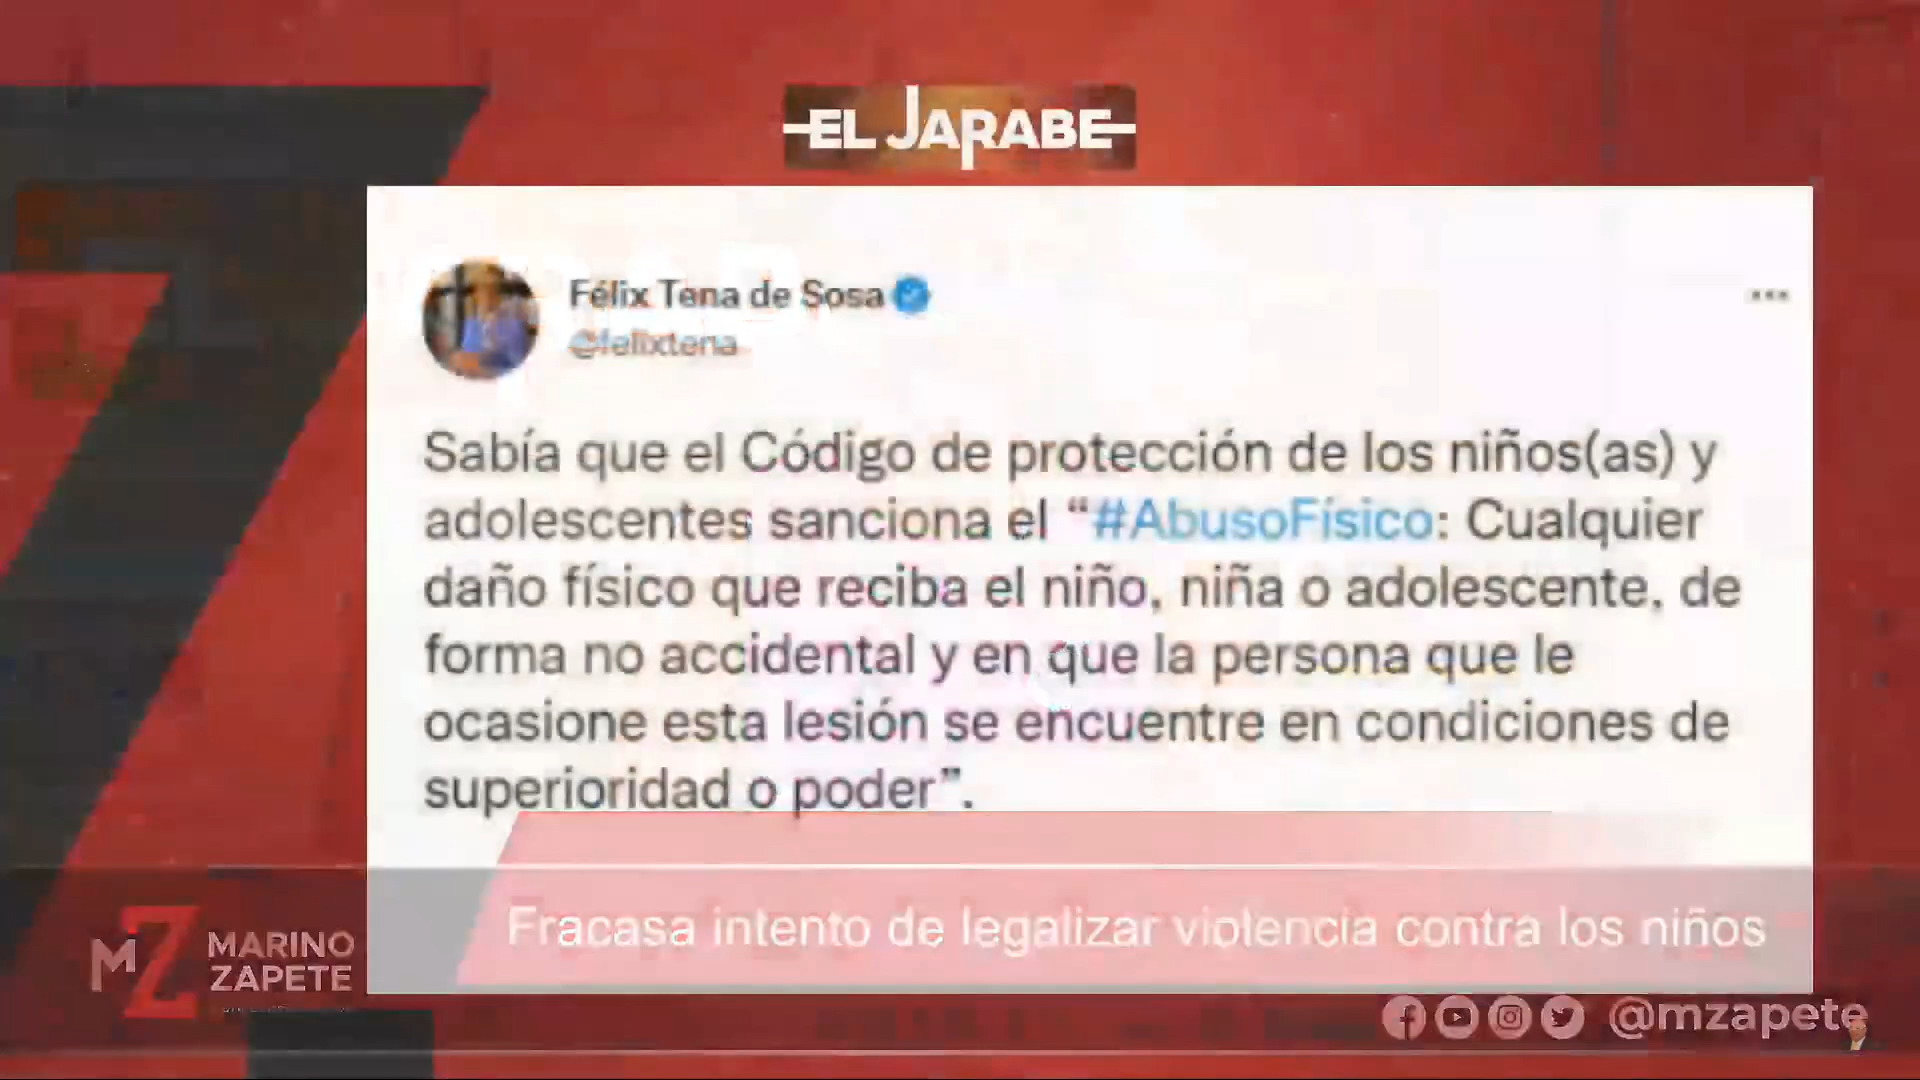 EL JARABE
Félix Tena de Sosa
@felixtena
Sabía que el Código de protección de los niños(as) y
adolescentes sanciona el “#AbusoFísico: Cualquier
daño físico que reciba el niño, niña o adolescente, de
forma no accidental y en que la persona que le
ocasione esta lesión se encuentre en condiciones de
superioridad o poder”.
Fracasa intento de legalizar violencia contra los niños
MZ MARINO
ZAPETE
@mzapete